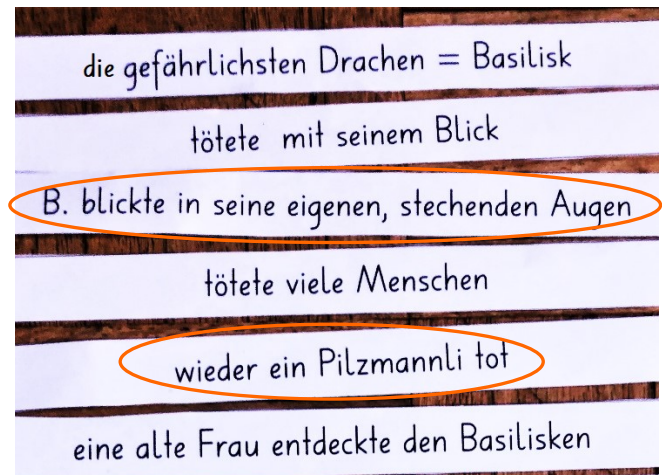 die gefährlichsten Drachen = Basilisk
tötete mit seinem Blick
B. blickte in seine eigenen, stechenden Augen
tötete viele Menschen
wieder ein Pilzmannli tot
eine alte Frau entdeckte den Basilisken